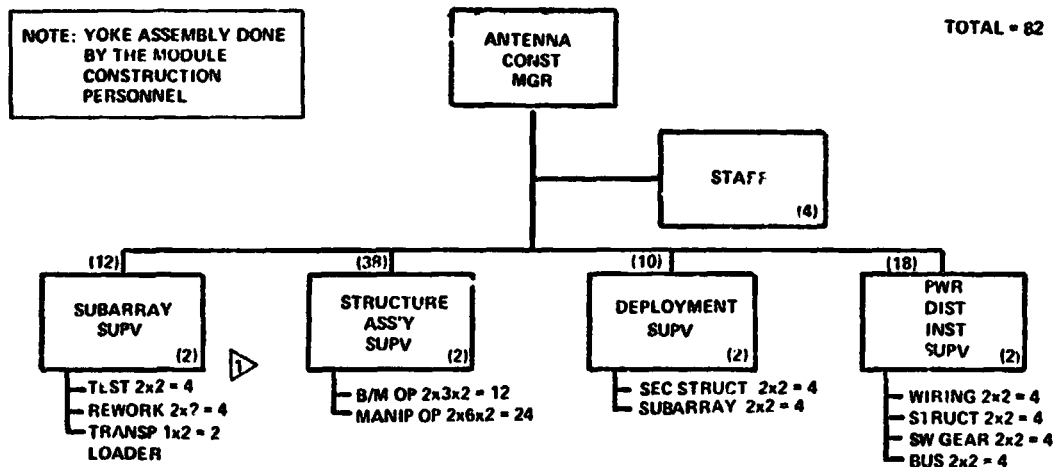 NOTE: YOKE ASSEMBLY DONE
BY THE MODULE
CONSTRUCTION
PERSONNEL
ANTENNA
CONST
MGR
TOTAL = 82
STAFF
(4)
(12)
SUBARRAY
SUPV
(2)
1
TEST 2x2 = 4
REWORK 2x? = 4
TRANSP 1x2 = 2
LOADER
(38)
STRUCTURE
ASS'Y
SUPV
(2)
B/M OP 2x3x2 = 12
MANIP OP 2x6x2 = 24
(10)
DEPLOYMENT
SUPV
(2)
SEC STRUCT 2x2 = 4
SUBARRAY 2x2 = 4
(18)
PWR
DIST
INST
SUPV
(2)
WIRING 2x2 = 4
STRUCT 2x2 = 4
SW GEAR 2x2 = 4
BUS 2x2 = 4